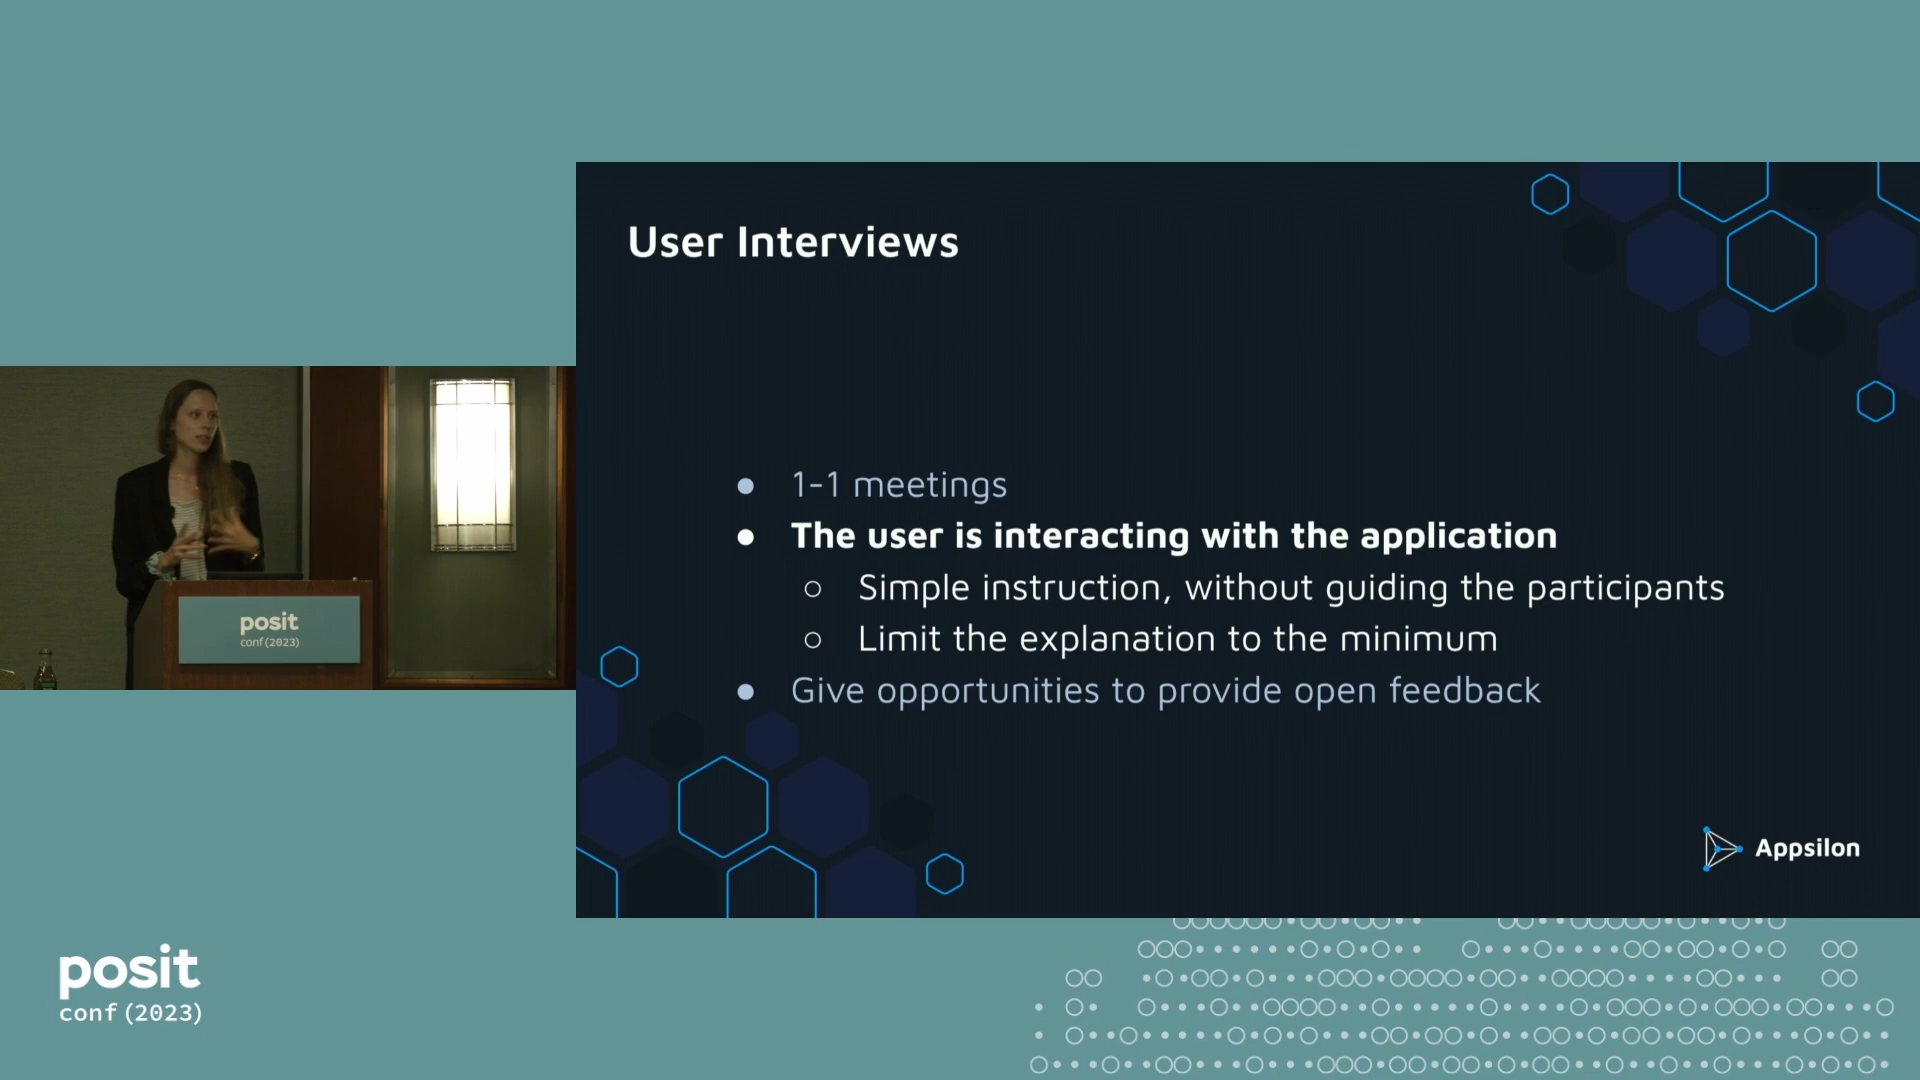 User Interviews
● 1-1 meetings
● The user is interacting with the application
○ Simple instruction, without guiding the participants
○ Limit the explanation to the minimum
● Give opportunities to provide open feedback
Appsilon
posit
conf(2023)
posit
conf(2023)